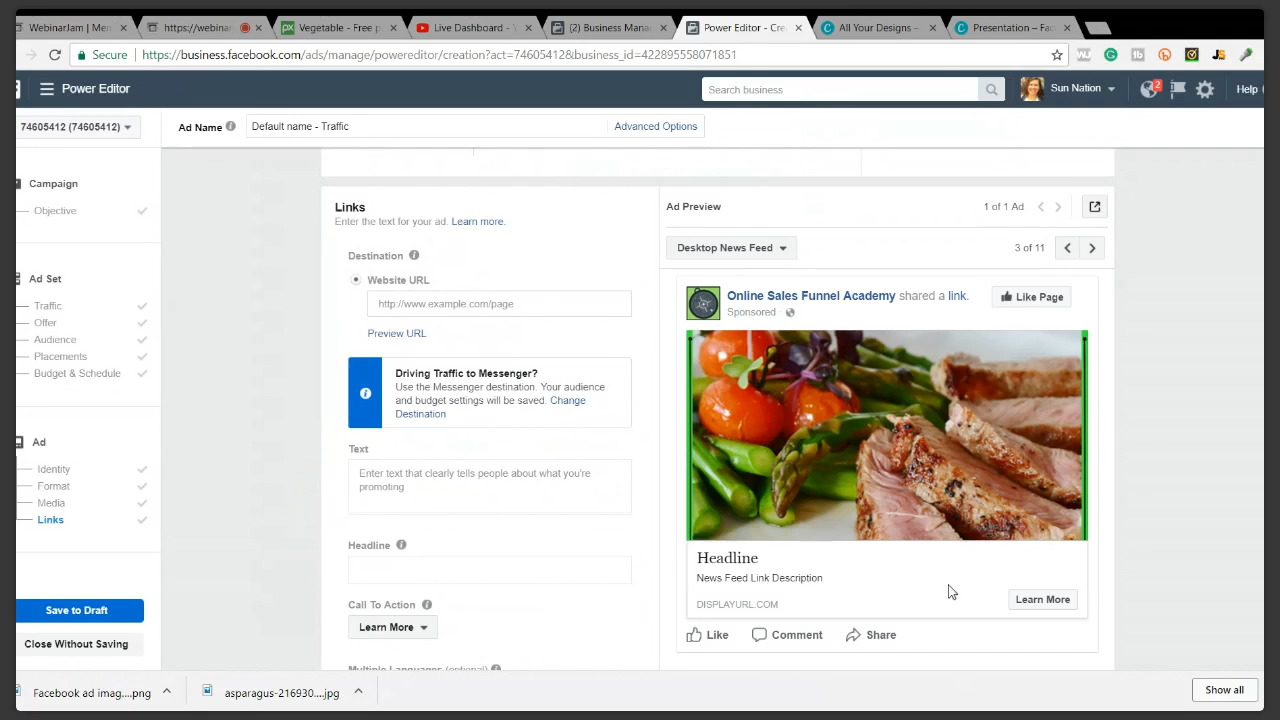 WebinarJam | Mem
https://webinar
Vegetable - Free p
Live Dashboard - Y
(2) Business Mana
Power Editor - Cre
All Your Designs –
Presentation – Fac
Secure
https://business.facebook.com/ads/manage/powereditor/creation?act=74605412&business_id=422895558071851
Power Editor
Search business
Sun Nation
2
Help
74605412 (74605412)
Ad Name
Default name - Traffic
Advanced Options
Campaign
Objective
Ad Set
Traffic
Offer
Audience
Placements
Budget & Schedule
Ad
Identity
Format
Media
Links
Save to Draft
Close Without Saving
Links
Enter the text for your ad. Learn more.
Destination
Website URL
http://www.example.com/page
Preview URL
Driving Traffic to Messenger?
Use the Messenger destination. Your audience
and budget settings will be saved. Change
Destination
Text
Enter text that clearly tells people about what you're
promoting
Headline
Call To Action
Learn More
Multiple Languages (optional)
Ad Preview
1 of 1 Ad
Desktop News Feed
3 of 11
Online Sales Funnel Academy shared a link.
Sponsored
Like Page
Headline
News Feed Link Description
DISPLAYURL.COM
Learn More
Like
Comment
Share
Facebook ad imag....png
asparagus-216930....jpg
Show all